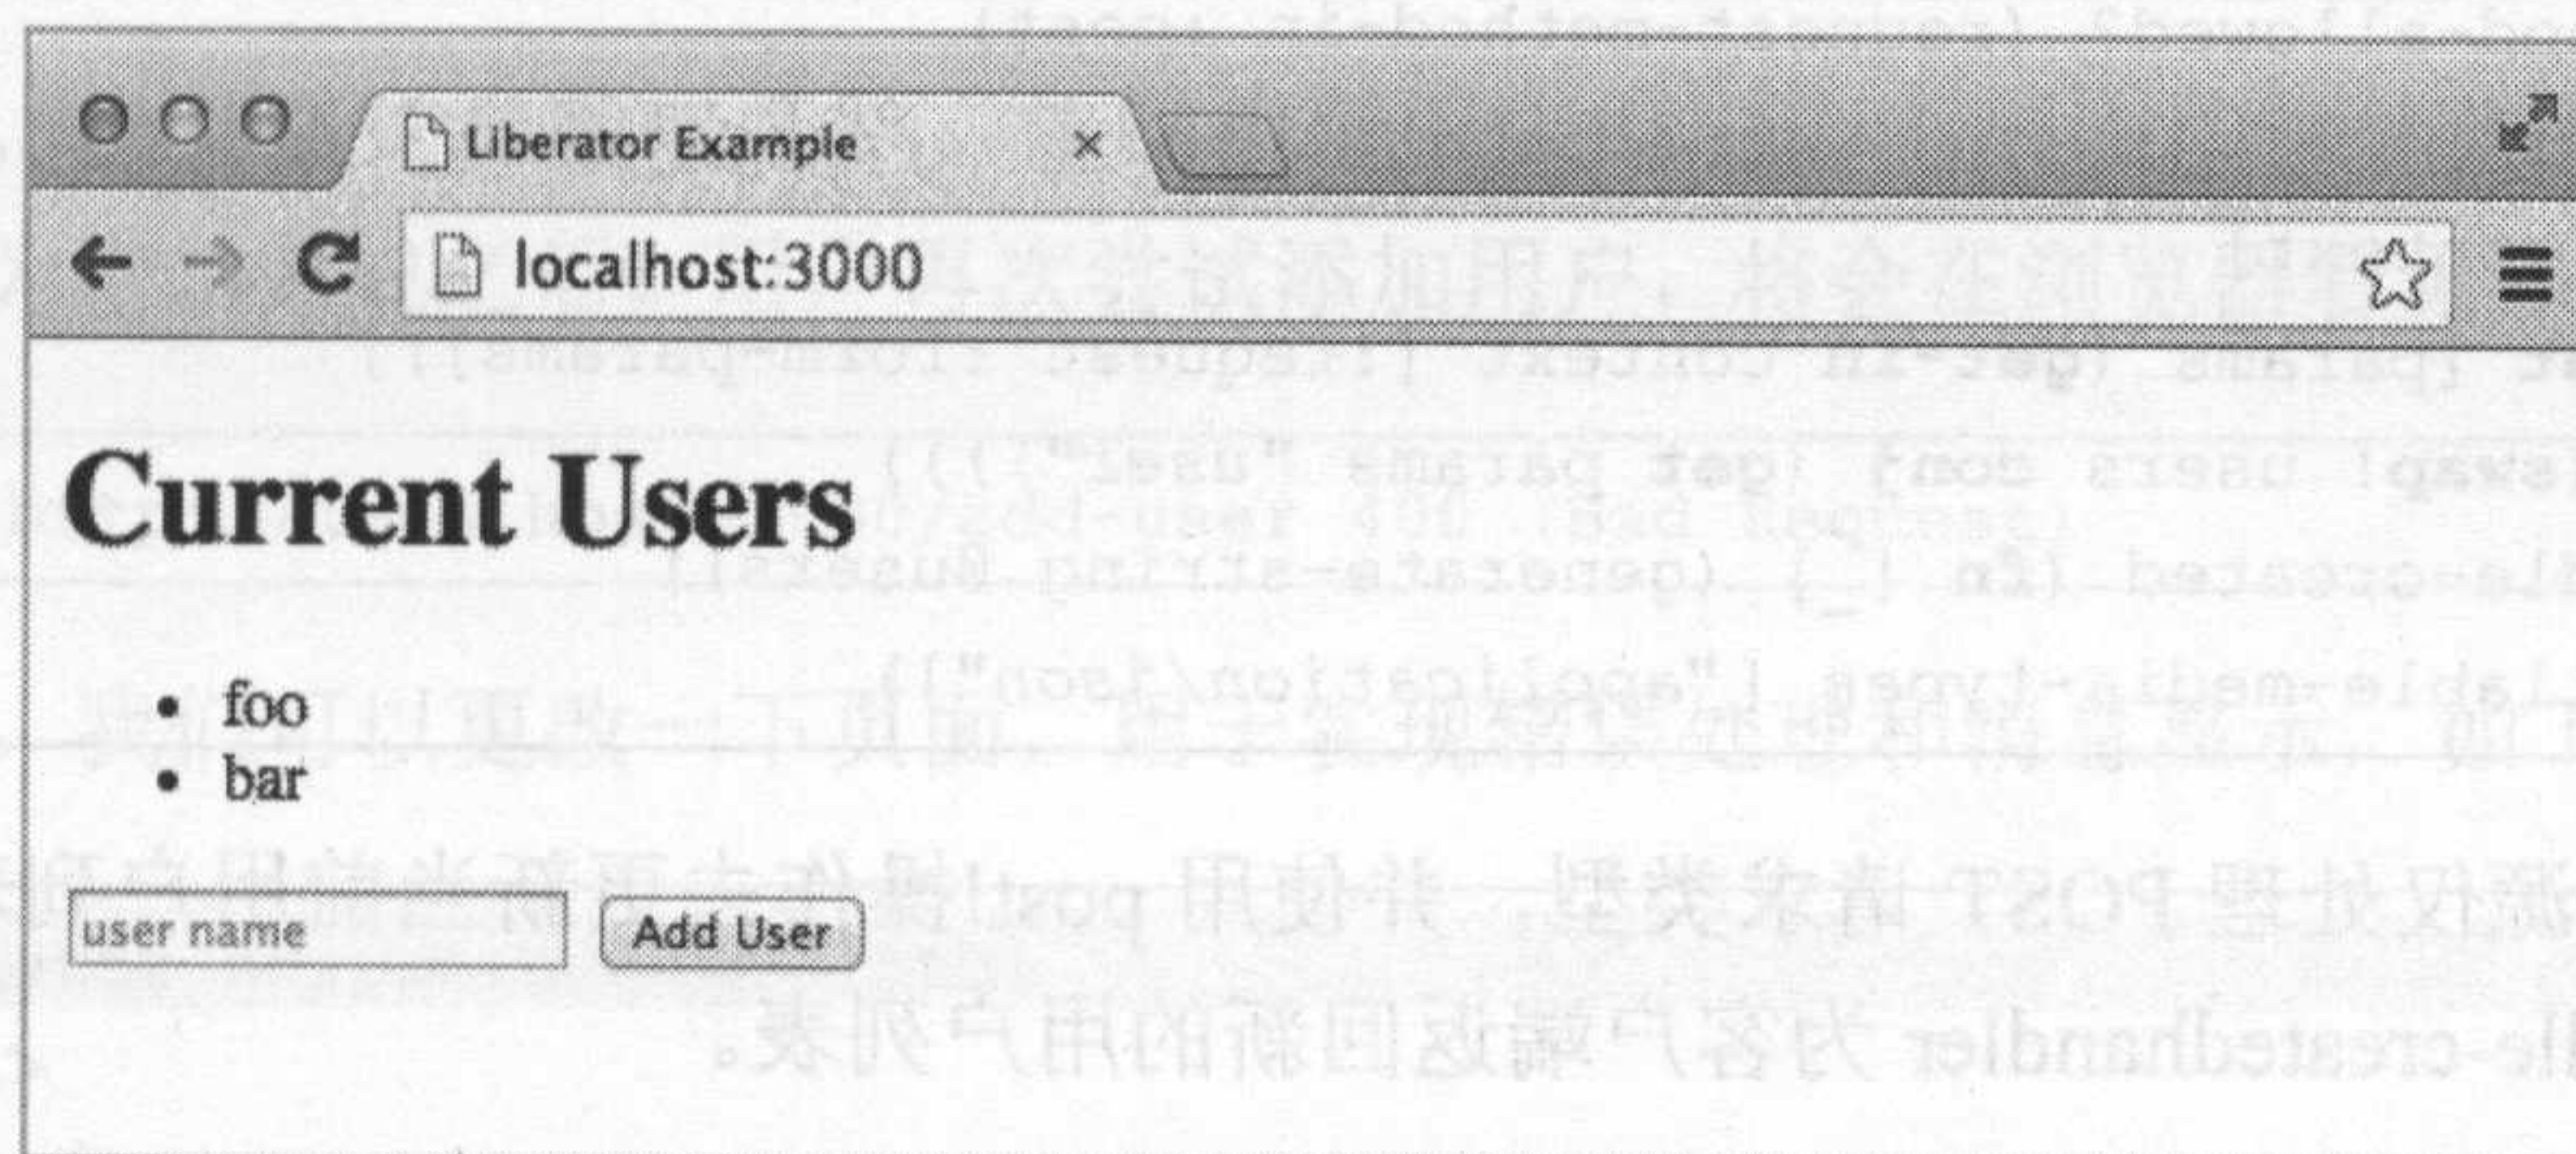 Liberator Example
localhost:3000
Current Users
foo
bar
user name
Add User